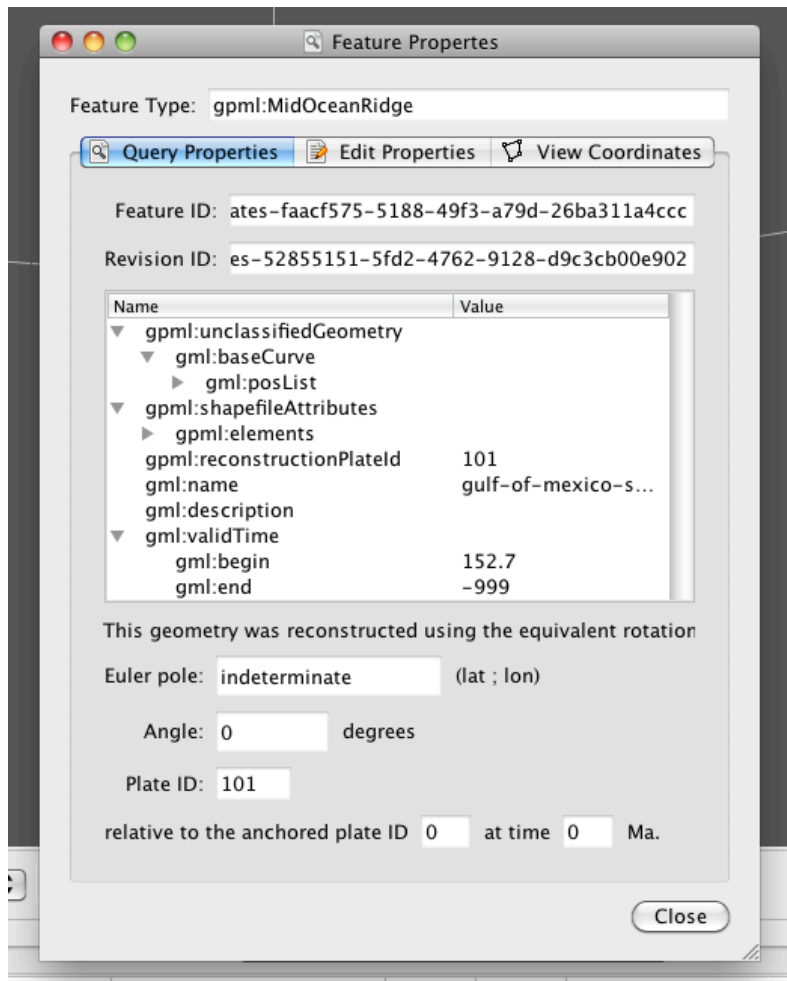 Feature Propertes
Feature Type: gpml:MidOceanRidge
Query Properties Edit Properties View Coordinates
Feature ID: ates-faacf575-5188-49f3-a79d-26ba311a4ccc
Revision ID: es-52855151-5fd2-4762-9128-d9c3cb00e902
Name Value
gpml:unclassifiedGeometry
gml:baseCurve
gml:posList
gpml:shapefileAttributes
gpml:elements
gpml:reconstructionPlateId 101
gml:name gulf-of-mexico-s...
gml:description
gml:validTime
gml:begin 152.7
gml:end -999
This geometry was reconstructed using the equivalent rotation
Euler pole: indeterminate (lat ; lon)
Angle: 0 degrees
Plate ID: 101
relative to the anchored plate ID 0 at time 0 Ma.
Close